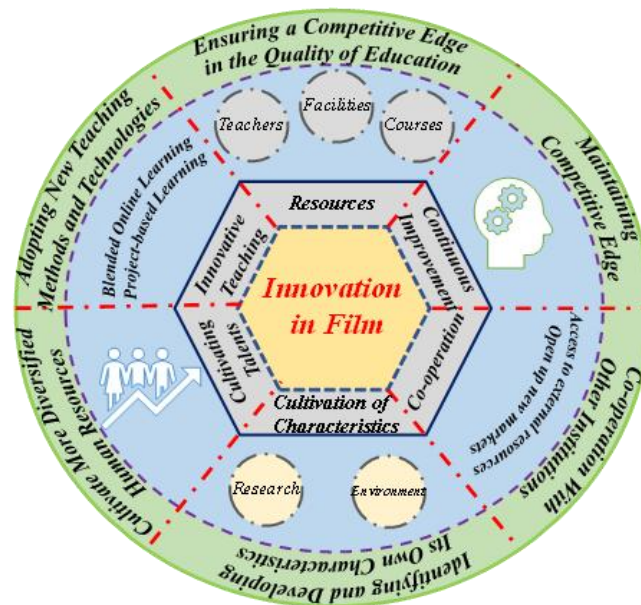 Ensuring a Competitive Edge
in the Quality of Education
Adopting New Teaching
Methods and Technologies
Maintaining
Competitive Edge
Teachers
Facilities
Courses
Blended Online Learning
Project-based Learning
Resources
Innovative
Teaching
Continuous
Improvement
Innovation
in Film
Cultivating
Talents
Co-operation
Cultivation of
Characteristics
Access to external resources
Open up new markets
Co-operation With
Other Institutions
Cultivate More Diversified
Human Resources
Research
Environment
Identifying and Developing
Its Own Characteristics